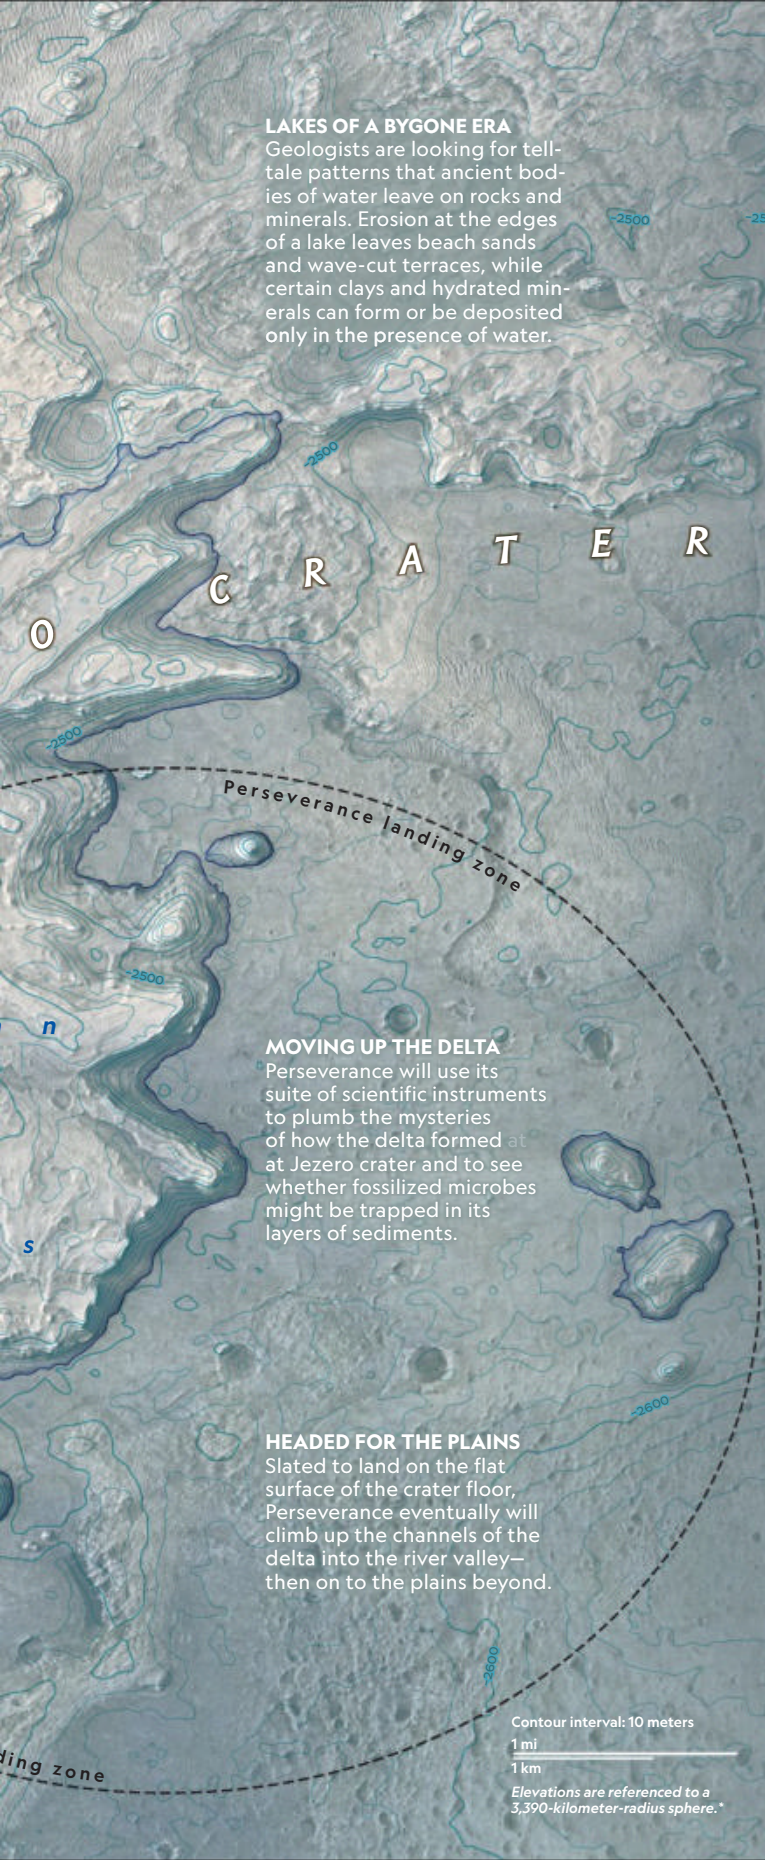 LAKES OF A BYGONE ERA
Geologists are looking for tell-
tale patterns that ancient bod-
ies of water leave on rocks and
minerals. Erosion at the edges
of a lake leaves beach sands
and wave-cut terraces, while
certain clays and hydrated min-
erals can form or be deposited
only in the presence of water.
-2500
-25
-2500
C R A T E R
O
-2500
Perseverance landing zone
-2500
n
MOVING UP THE DELTA
Perseverance will use its
suite of scientific instruments
to plumb the mysteries
of how the delta formed at
at Jezero crater and to see
whether fossilized microbes
might be trapped in its
layers of sediments.
s
-2600
HEADED FOR THE PLAINS
Slated to land on the flat
surface of the crater floor,
Perseverance eventually will
climb up the channels of the
delta into the river valley—
then on to the plains beyond.
-2600
Contour interval: 10 meters
1 mi
1 km
Elevations are referenced to a
3,390-kilometer-radius sphere.*
ding zone